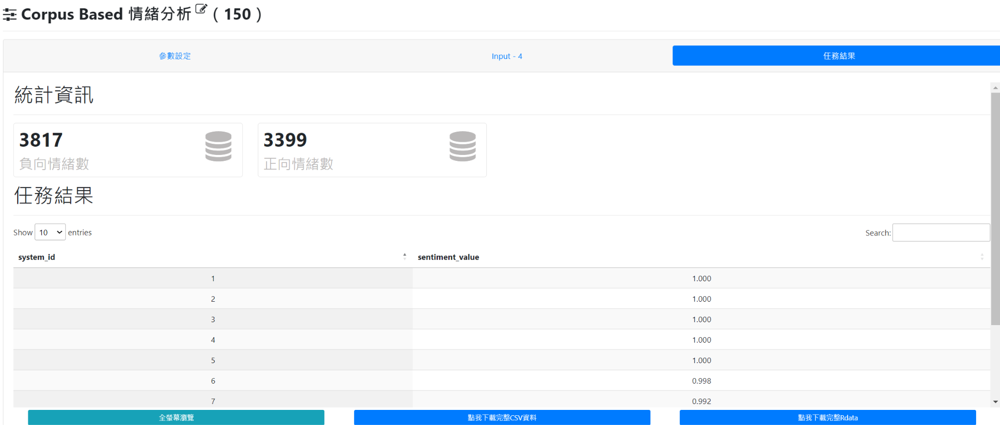 Corpus Based 情緒分析 ( 150 )
參數設定
Input - 4
任務結果
統計資訊
3817
負向情緒數
3399
正向情緒數
任務結果
Show 10 entries
Search:
system_id sentiment_value
1 1.000
2 1.000
3 1.000
4 1.000
5 1.000
6 0.998
7 0.992
全螢幕瀏覽
點我下載完整CSV資料
點我下載完整Rdata